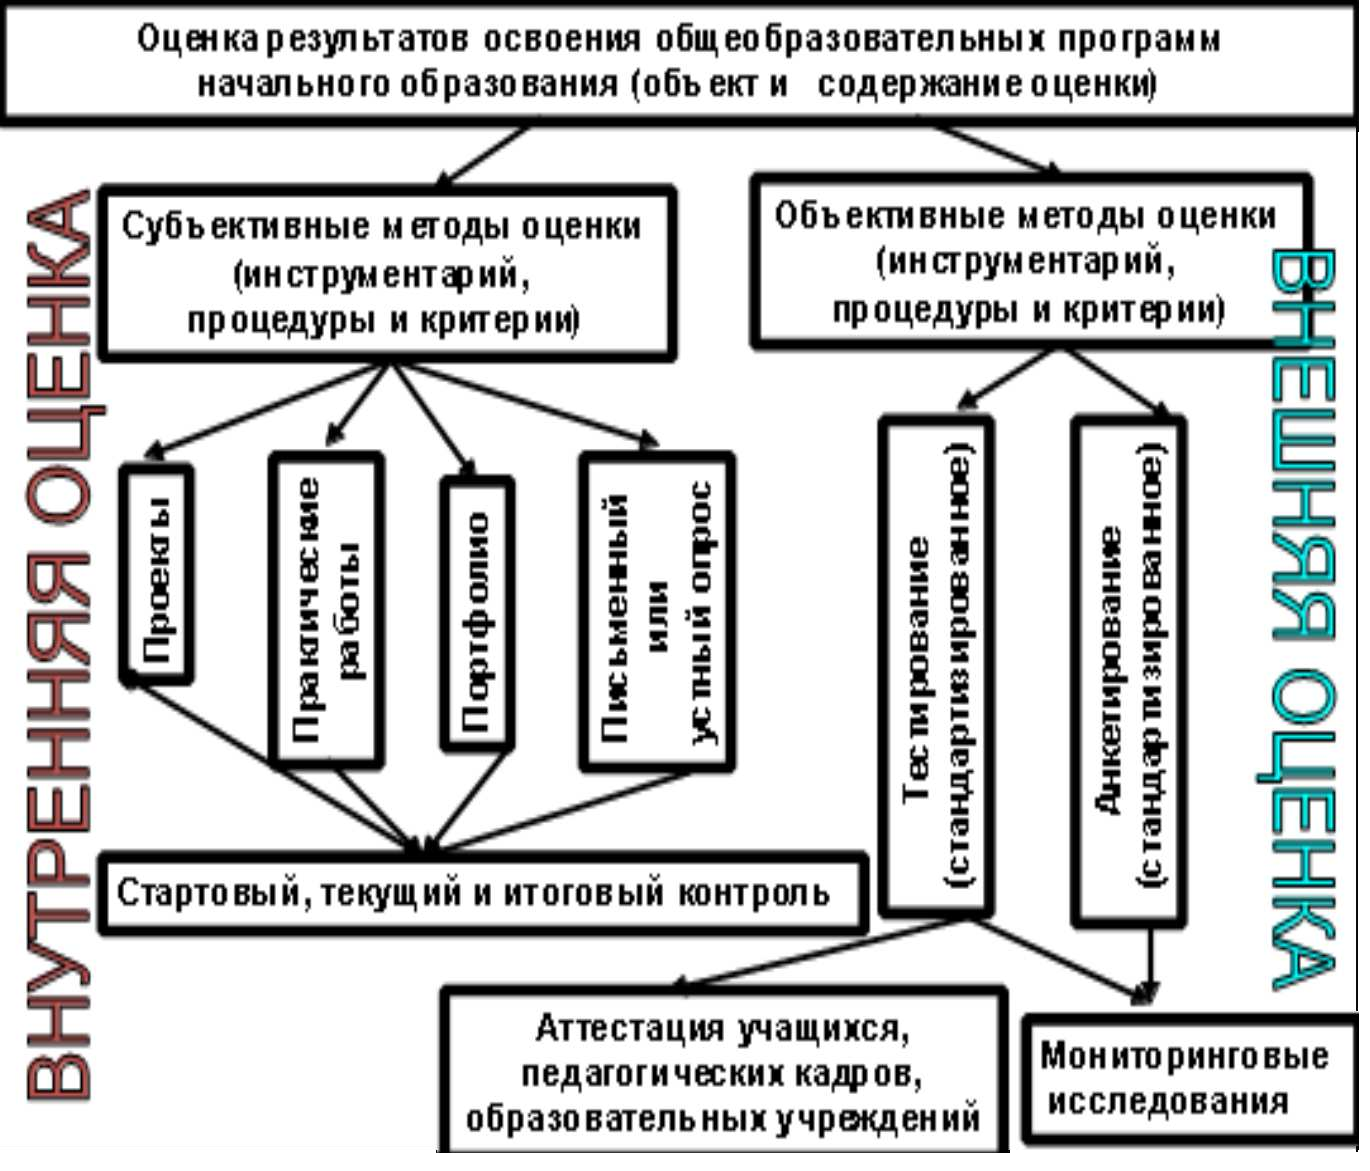 Оценка результатов освоения общеобразовательных программ
начального образования (объект и содержание оценки)
ВНУТРЕННЯЯ ОЦЕНКА
Субъективные методы оценки
(инструментарий,
процедуры и критерии)
Объективные методы оценки
(инструментарий,
процедуры и критерии)
ВНЕШНЯЯ ОЦЕНКА
Проекты
Практические
работы
Портфолио
Письменный
или
устный опрос
Тестирование
(стандартизированное)
Анкетирование
(стандартизированное)
Стартовый, текущий и итоговый контроль
Аттестация учащихся,
педагогических кадров,
образовательных учреждений
Мониторинговые
исследования